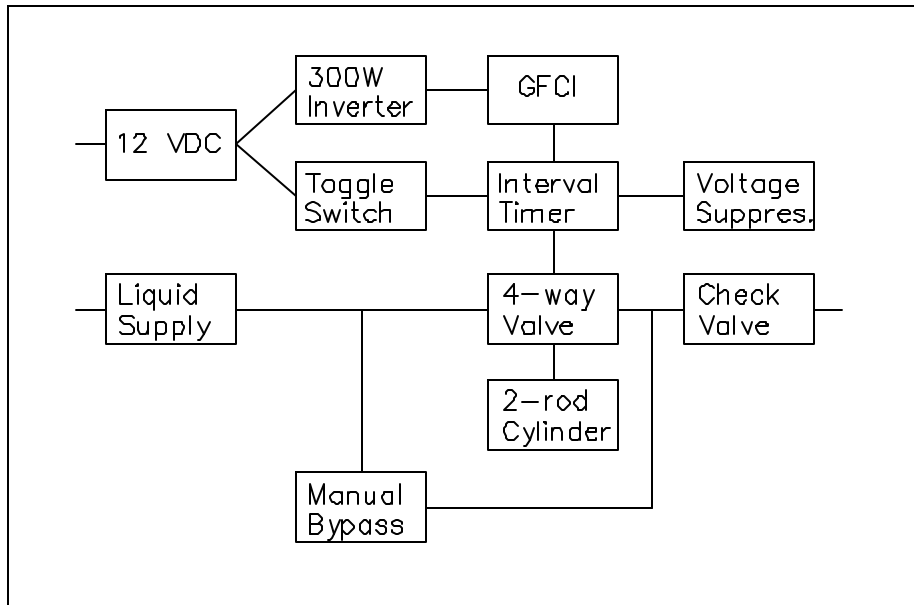 300W
Inverter
GFCI
12 VDC
Toggle
Switch
Interval
Timer
Voltage
Suppres.
Liquid
Supply
4-way
Valve
Check
Valve
2-rod
Cylinder
Manual
Bypass